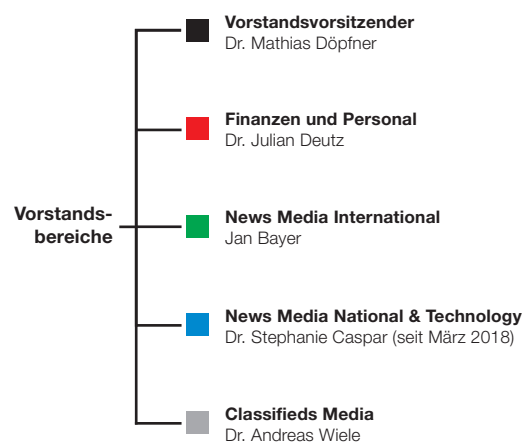 Vorstandsvorsitzender
Dr. Mathias Döpfner
Finanzen und Personal
Dr. Julian Deutz
Vorstands-
bereiche
News Media International
Jan Bayer
News Media National & Technology
Dr. Stephanie Caspar (seit März 2018)
Classifieds Media
Dr. Andreas Wiele